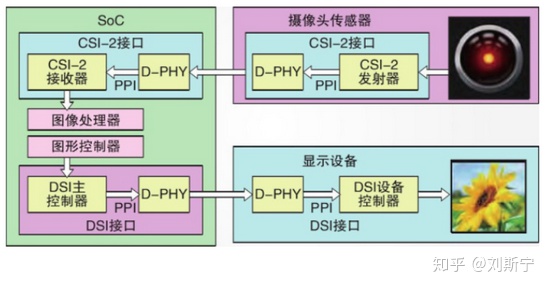 SoC
CSI-2接口
CSI-2
接收器
PPI
D-PHY
图像处理器
图形控制器
DSI主
控制器
PPI
D-PHY
DSI接口
摄像头传感器
CSI-2接口
D-PHY
PPI
CSI-2
发射器
显示设备
D-PHY
PPI
DSI设备
控制器
DSI接口
知乎 @刘斯宁